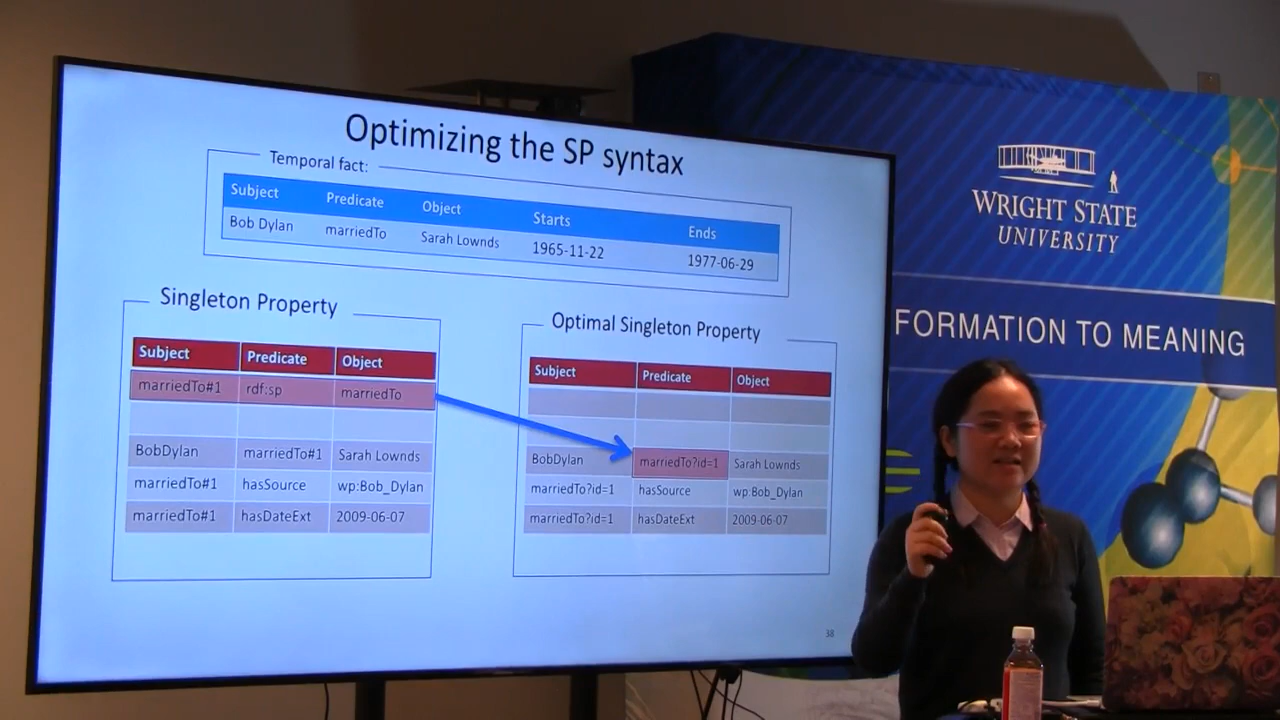 Optimizing the SP syntax
Temporal fact:
Subject Predicate Object Starts Ends
Bob Dylan marriedTo Sarah Lownds 1965-11-22 1977-06-29
Singleton Property
Subject Predicate Object
marriedTo#1 rdf:sp marriedTo
BobDylan marriedTo#1 Sarah Lownds
marriedTo#1 hasSource wp:Bob_Dylan
marriedTo#1 hasDateExt 2009-06-07
Optimal Singleton Property
Subject Predicate Object
BobDylan marriedTo?id=1 Sarah Lownds
marriedTo?id=1 hasSource wp:Bob_Dylan
marriedTo?id=1 hasDateExt 2009-06-07
38
WRIGHT STATE
UNIVERSITY
FORMATION TO MEANING